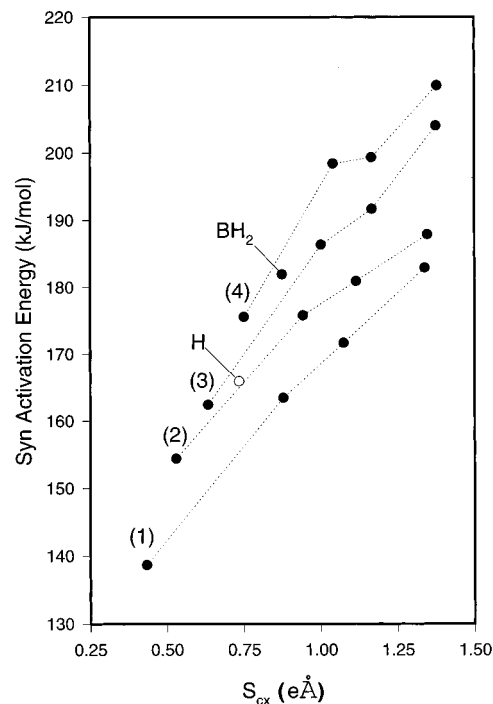 220
210
200
190
180
170
160
150
140
130
Syn Activation Energy (kJ/mol)
BH₂
(4)
H
(3)
(2)
(1)
0.25 0.50 0.75 1.00 1.25 1.50
S_cx (eÅ)